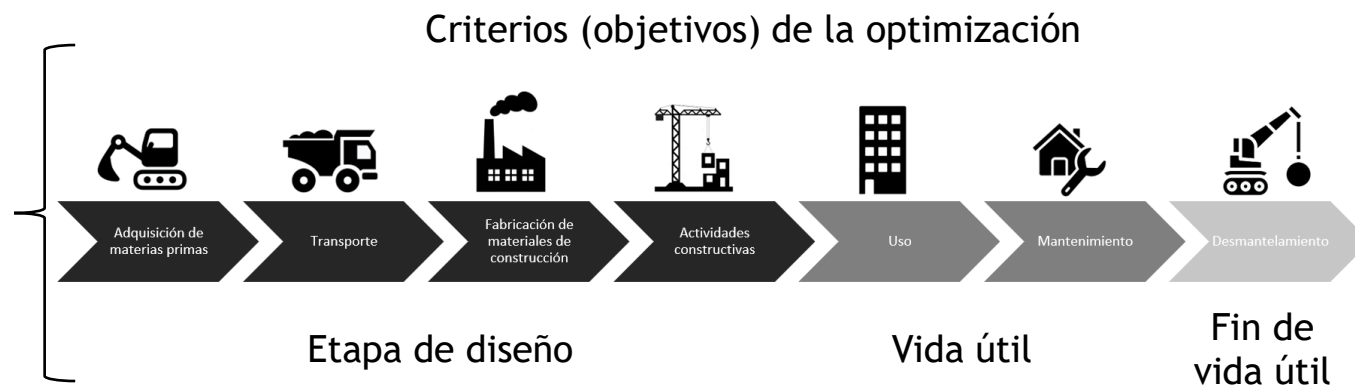 Criterios (objetivos) de la optimización
Adquisición de
materias primas
Transporte
Fabricación de
materiales de
construcción
Actividades
constructivas
Uso
Mantenimiento
Desmantelamiento
Etapa de diseño
Vida útil
Fin de
vida útil